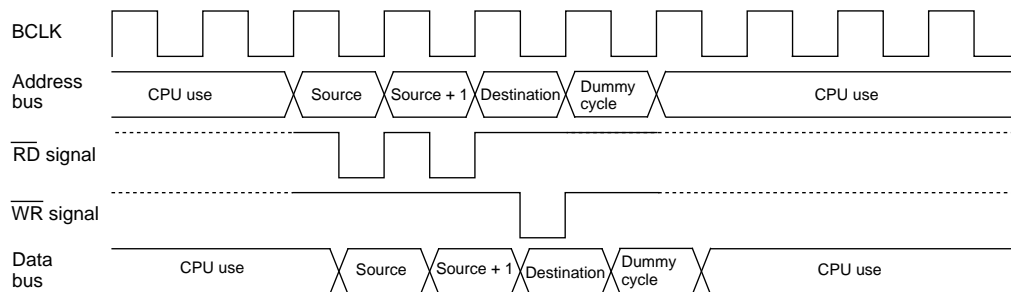 BCLK
Address
bus
CPU use
Source
Source + 1
Destination
Dummy
cycle
CPU use
RD signal
WR signal
Data
bus
CPU use
Source
Source + 1
Destination
Dummy
cycle
CPU use